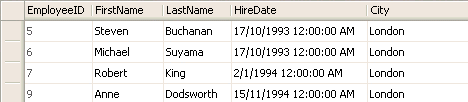 EmployeeID FirstName LastName HireDate City
5 Steven Buchanan 17/10/1993 12:00:00 AM London
6 Michael Suyama 17/10/1993 12:00:00 AM London
7 Robert King 2/1/1994 12:00:00 AM London
9 Anne Dodsworth 15/11/1994 12:00:00 AM London